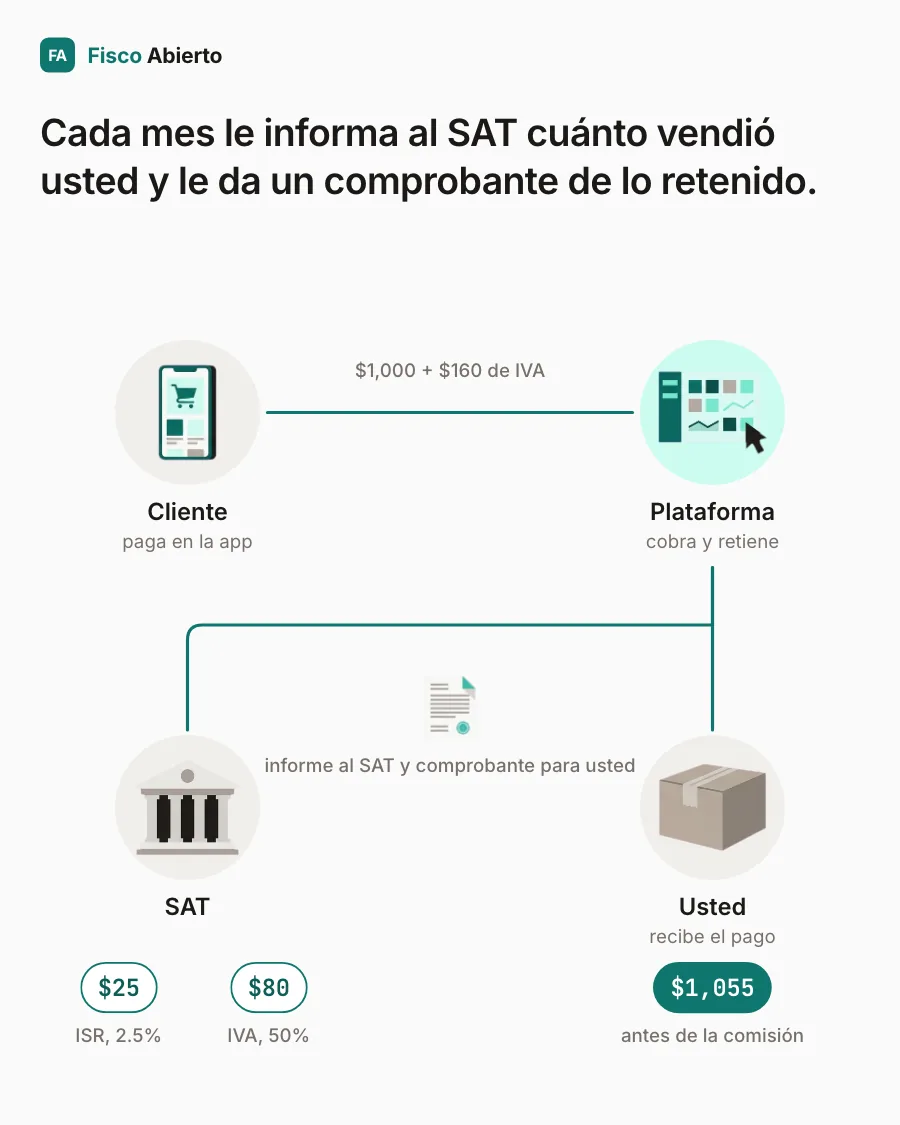 FA
Fisco Abierto
Cada mes le informa al SAT cuánto vendió
usted y le da un comprobante de lo retenido.
$1,000 + $160 de IVA
Cliente
paga en la app
Plataforma
cobra y retiene
informe al SAT y comprobante para usted
SAT
Usted
recibe el pago
$25
$80
$1,055
ISR, 2.5%
IVA, 50%
antes de la comisión